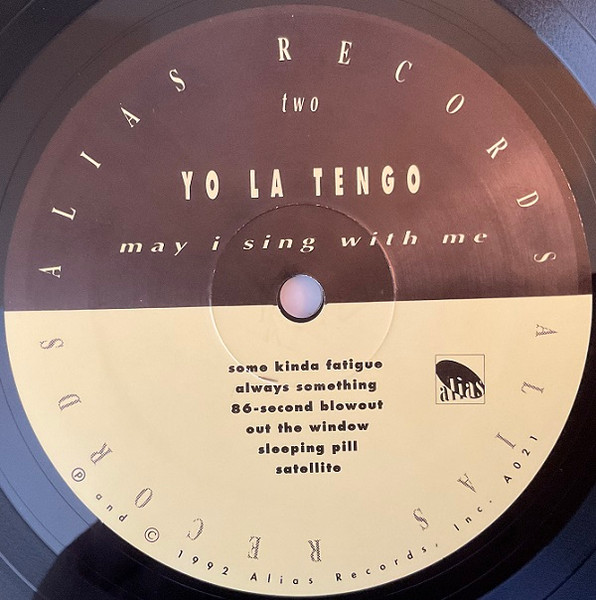 ALIAS RECORDS
two
YO LA TENGO
may i sing with me
some kinda fatigue
always something
86-second blowout
out the window
sleeping pill
satellite
alias
ALIAS RECORDS
℗ and © 1992 Alias Records, Inc. A021